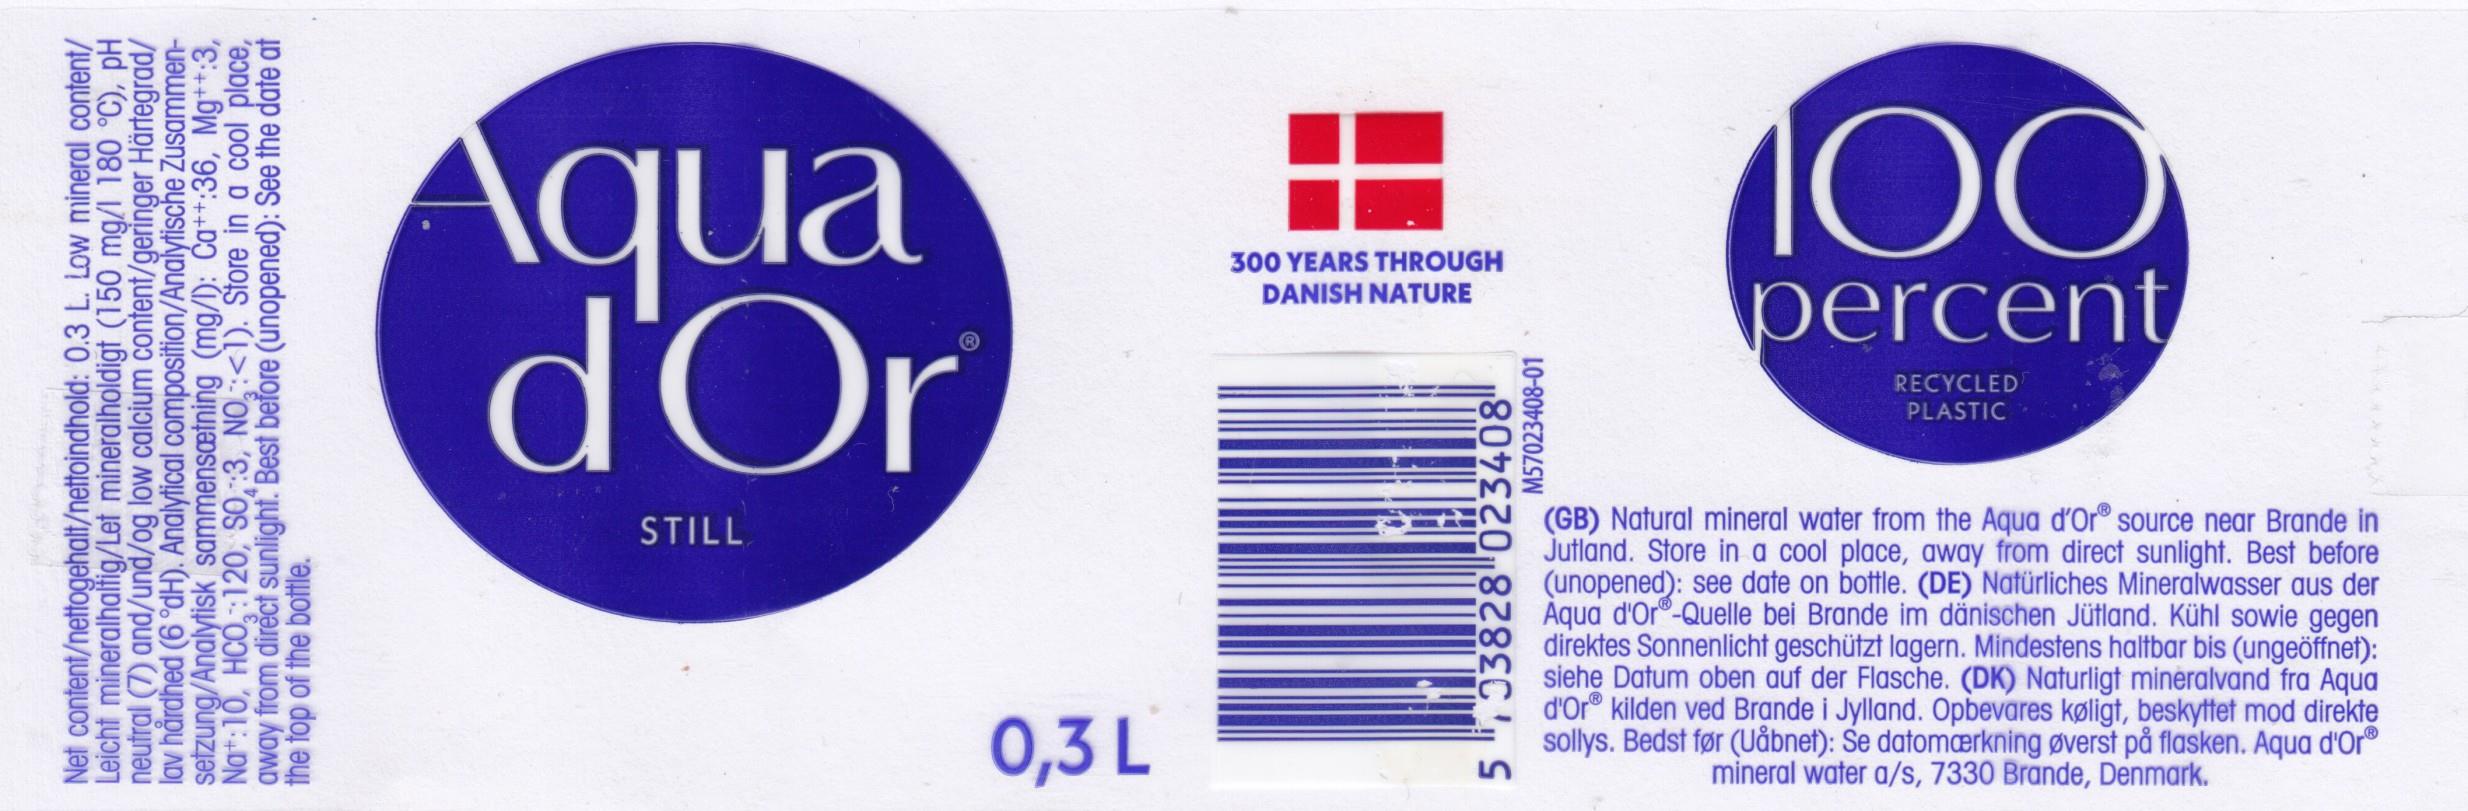 Net content/nettogehalt/nettoindhold: 0.3 L. Low mineral content/
Leicht mineralhaltig/Let mineralholdigt (150 mg/l 180 °C), pH
neutral (7) and/und/og low calcium content/geringer Härtegrad/
lav hårdhed (6 °dH). Analytical composition/Analytische Zusammen-
setzung/Analytisk sammensætning (mg/l): Ca⁺⁺:36, Mg⁺⁺:3,
Na⁺:10, HCO₃⁻:120, SO₄⁻:3, NO₃⁻:<1). Store in a cool place,
away from direct sunlight. Best before (unopened): See the date at
the top of the bottle.
Aqua
d'Or®
STILL
0,3 L
300 YEARS THROUGH
DANISH NATURE
5 703828 023408
M57023408-01
100
percent
RECYCLED
PLASTIC
(GB) Natural mineral water from the Aqua d'Or® source near Brande in
Jutland. Store in a cool place, away from direct sunlight. Best before
(unopened): see date on bottle. (DE) Natürliches Mineralwasser aus der
Aqua d'Or®-Quelle bei Brande im dänischen Jütland. Kühl sowie gegen
direktes Sonnenlicht geschützt lagern. Mindestens haltbar bis (ungeöffnet):
siehe Datum oben auf der Flasche. (DK) Naturligt mineralvand fra Aqua
d'Or® kilden ved Brande i Jylland. Opbevares køligt, beskyttet mod direkte
sollys. Bedst før (Uåbnet): Se datomærkning øverst på flasken. Aqua d'Or®
mineral water a/s, 7330 Brande, Denmark.